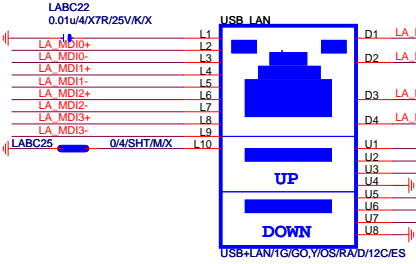 LABC22
0.01u/4/X7R/25V/K/X
USB_LAN
L1
LA_MDI0+ L2
LA_MDI0- L3
LA_MDI1+ L4
LA_MDI1- L5
LA_MDI2+ L6
LA_MDI2- L7
LA_MDI3+ L8
LA_MDI3- L9
LABC25 0/4/SHT/M/X L10
D1 LA_
D2 LA_
D3 LA_
D4 LA_
U1
U2
U3
U4
U5
U6
U7
U8
UP
DOWN
USB+LAN/1G/GO,Y/OS/RA/D/12C/ES